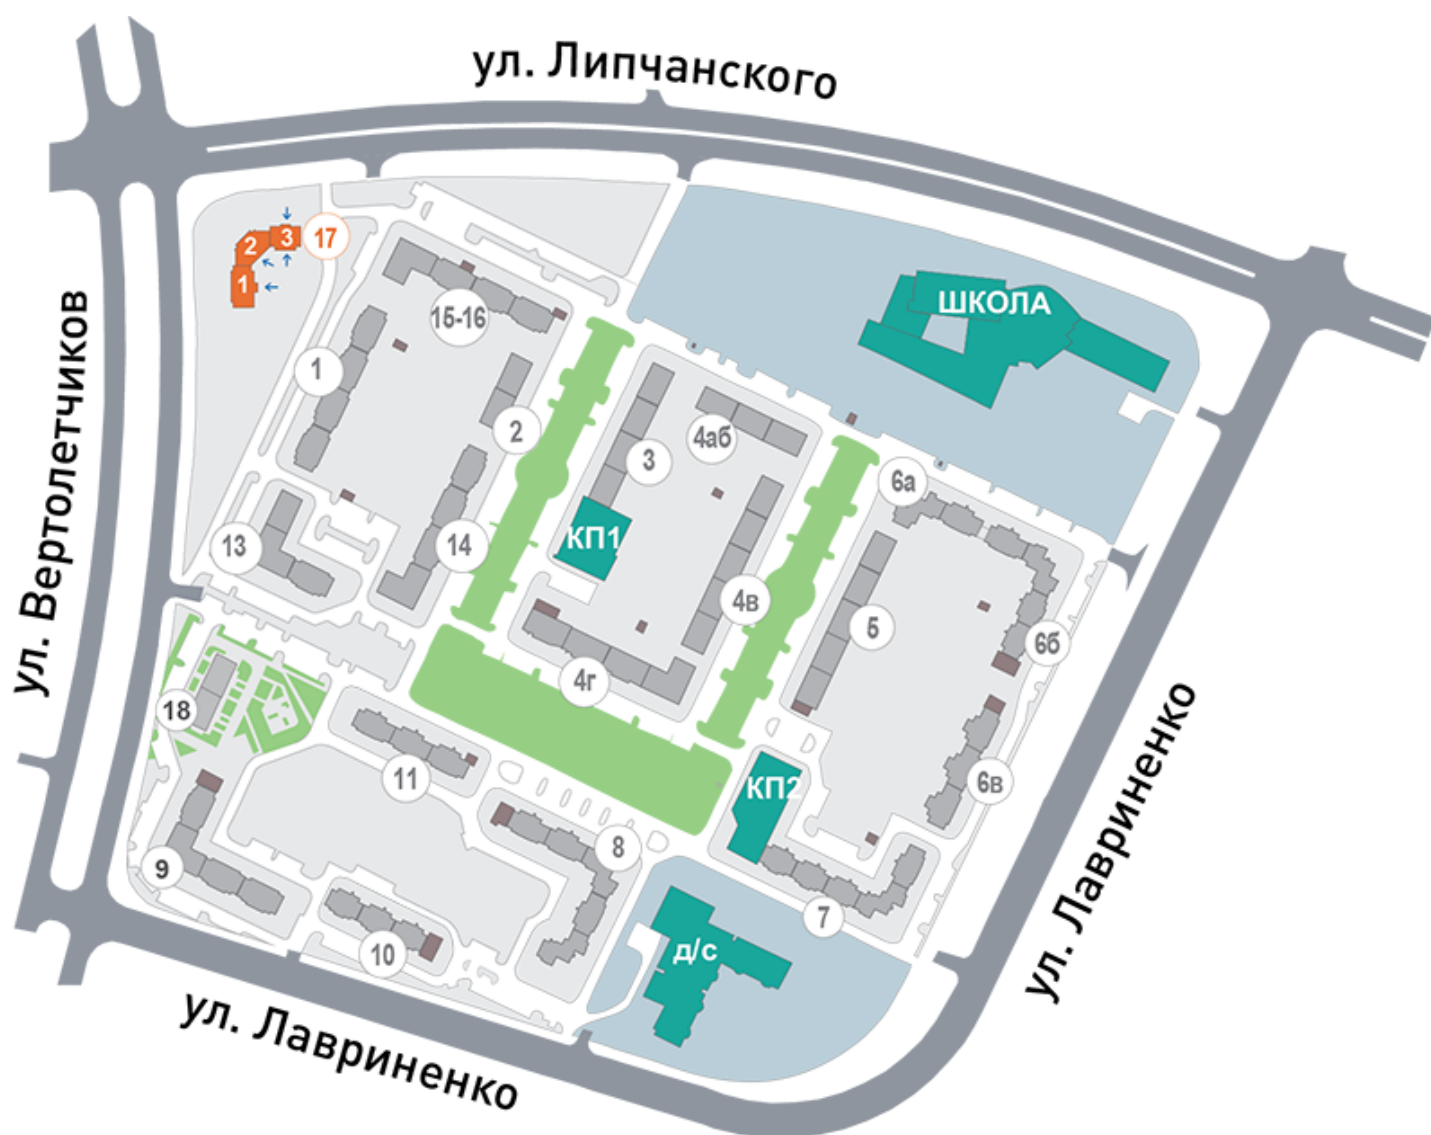 ул. Липчанского
2
3
17
1
ШКОЛА
15-16
1
2
4аб
3
6а
КП1
13
14
4в
5
6б
4г
18
11
КП2
6в
8
9
7
10
д/с
ул. Вертолетчиков
ул. Лавриненко
ул. Лавриненко